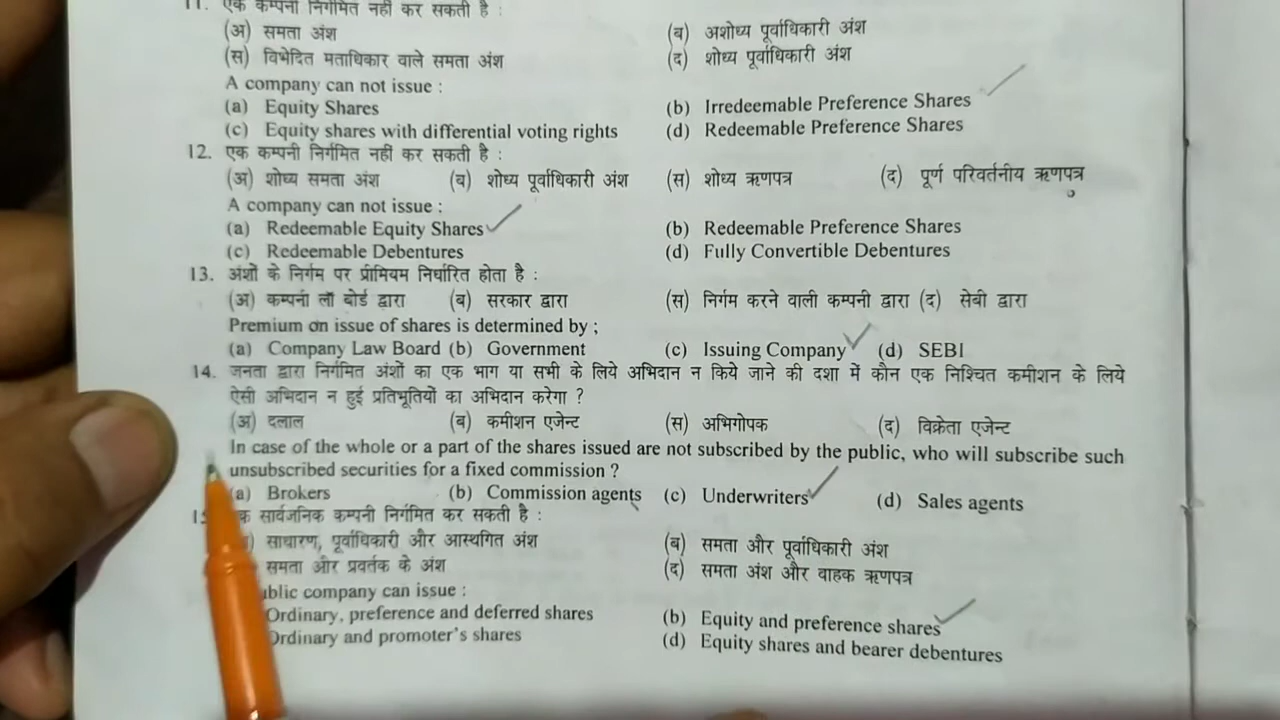 11. एक कम्पनी निर्गमित नहीं कर सकती है :
(अ) समता अंश (ब) अशोध्य पूर्वाधिकारी अंश
(स) विभेदित मताधिकार वाले समता अंश (द) शोध्य पूर्वाधिकारी अंश
A company can not issue :
(a) Equity Shares (b) Irredeemable Preference Shares
(c) Equity shares with differential voting rights (d) Redeemable Preference Shares
12. एक कम्पनी निर्गमित नहीं कर सकती है :
(अ) शोध्य समता अंश (ब) शोध्य पूर्वाधिकारी अंश (स) शोध्य ऋणपत्र (द) पूर्ण परिवर्तनीय ऋणपत्र
A company can not issue :
(a) Redeemable Equity Shares (b) Redeemable Preference Shares
(c) Redeemable Debentures (d) Fully Convertible Debentures
13. अंशों के निर्गम पर प्रीमियम निर्धारित होता है :
(अ) कम्पनी लॉ बोर्ड द्वारा (ब) सरकार द्वारा (स) निर्गम करने वाली कम्पनी द्वारा (द) सेबी द्वारा
Premium on issue of shares is determined by ;
(a) Company Law Board (b) Government (c) Issuing Company (d) SEBI
14. जनता द्वारा निर्गमित अंशों का एक भाग या सभी के लिये अभिदान न किये जाने की दशा में कौन एक निश्चित कमीशन के लिये
ऐसी अभिदान न हुई प्रतिभूतियों का अभिदान करेगा ?
(अ) दलाल (ब) कमीशन एजेन्ट (स) अभिगोपक (द) विक्रेता एजेन्ट
In case of the whole or a part of the shares issued are not subscribed by the public, who will subscribe such
unsubscribed securities for a fixed commission ?
(a) Brokers (b) Commission agents (c) Underwriters (d) Sales agents
सार्वजनिक कम्पनी निर्गमित कर सकती है :
साधारण, पूर्वाधिकारी और आस्थगित अंश (ब) समता और पूर्वाधिकारी अंश
समता और प्रवर्तक के अंश (द) समता अंश और वाहक ऋणपत्र
company can issue :
Ordinary, preference and deferred shares (b) Equity and preference shares
Ordinary and promoter's shares (d) Equity shares and bearer debentures